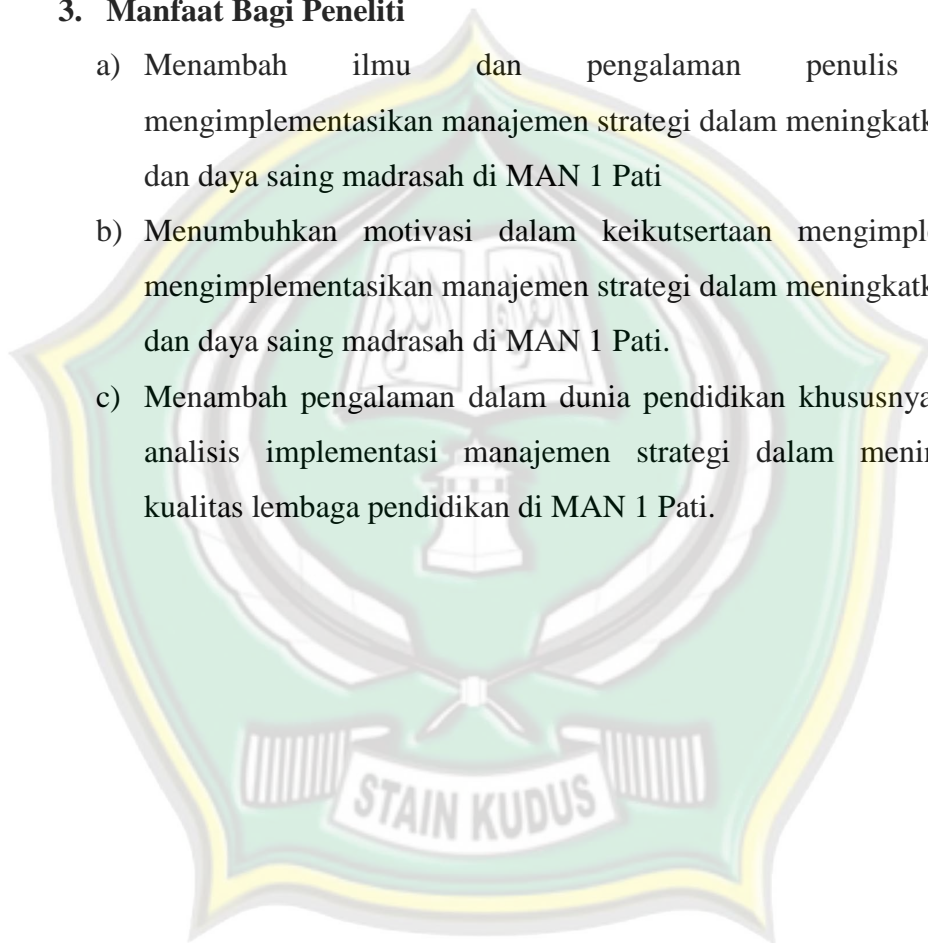 3. Manfaat Bagi Peneliti
a) Menambah ilmu dan pengalaman penulis
mengimplementasikan manajemen strategi dalam meningkatk
dan daya saing madrasah di MAN 1 Pati
b) Menumbuhkan motivasi dalam keikutsertaan mengimple
mengimplementasikan manajemen strategi dalam meningkatk
dan daya saing madrasah di MAN 1 Pati.
c) Menambah pengalaman dalam dunia pendidikan khususnya
analisis implementasi manajemen strategi dalam menin
kualitas lembaga pendidikan di MAN 1 Pati.
STAIN KUDUS